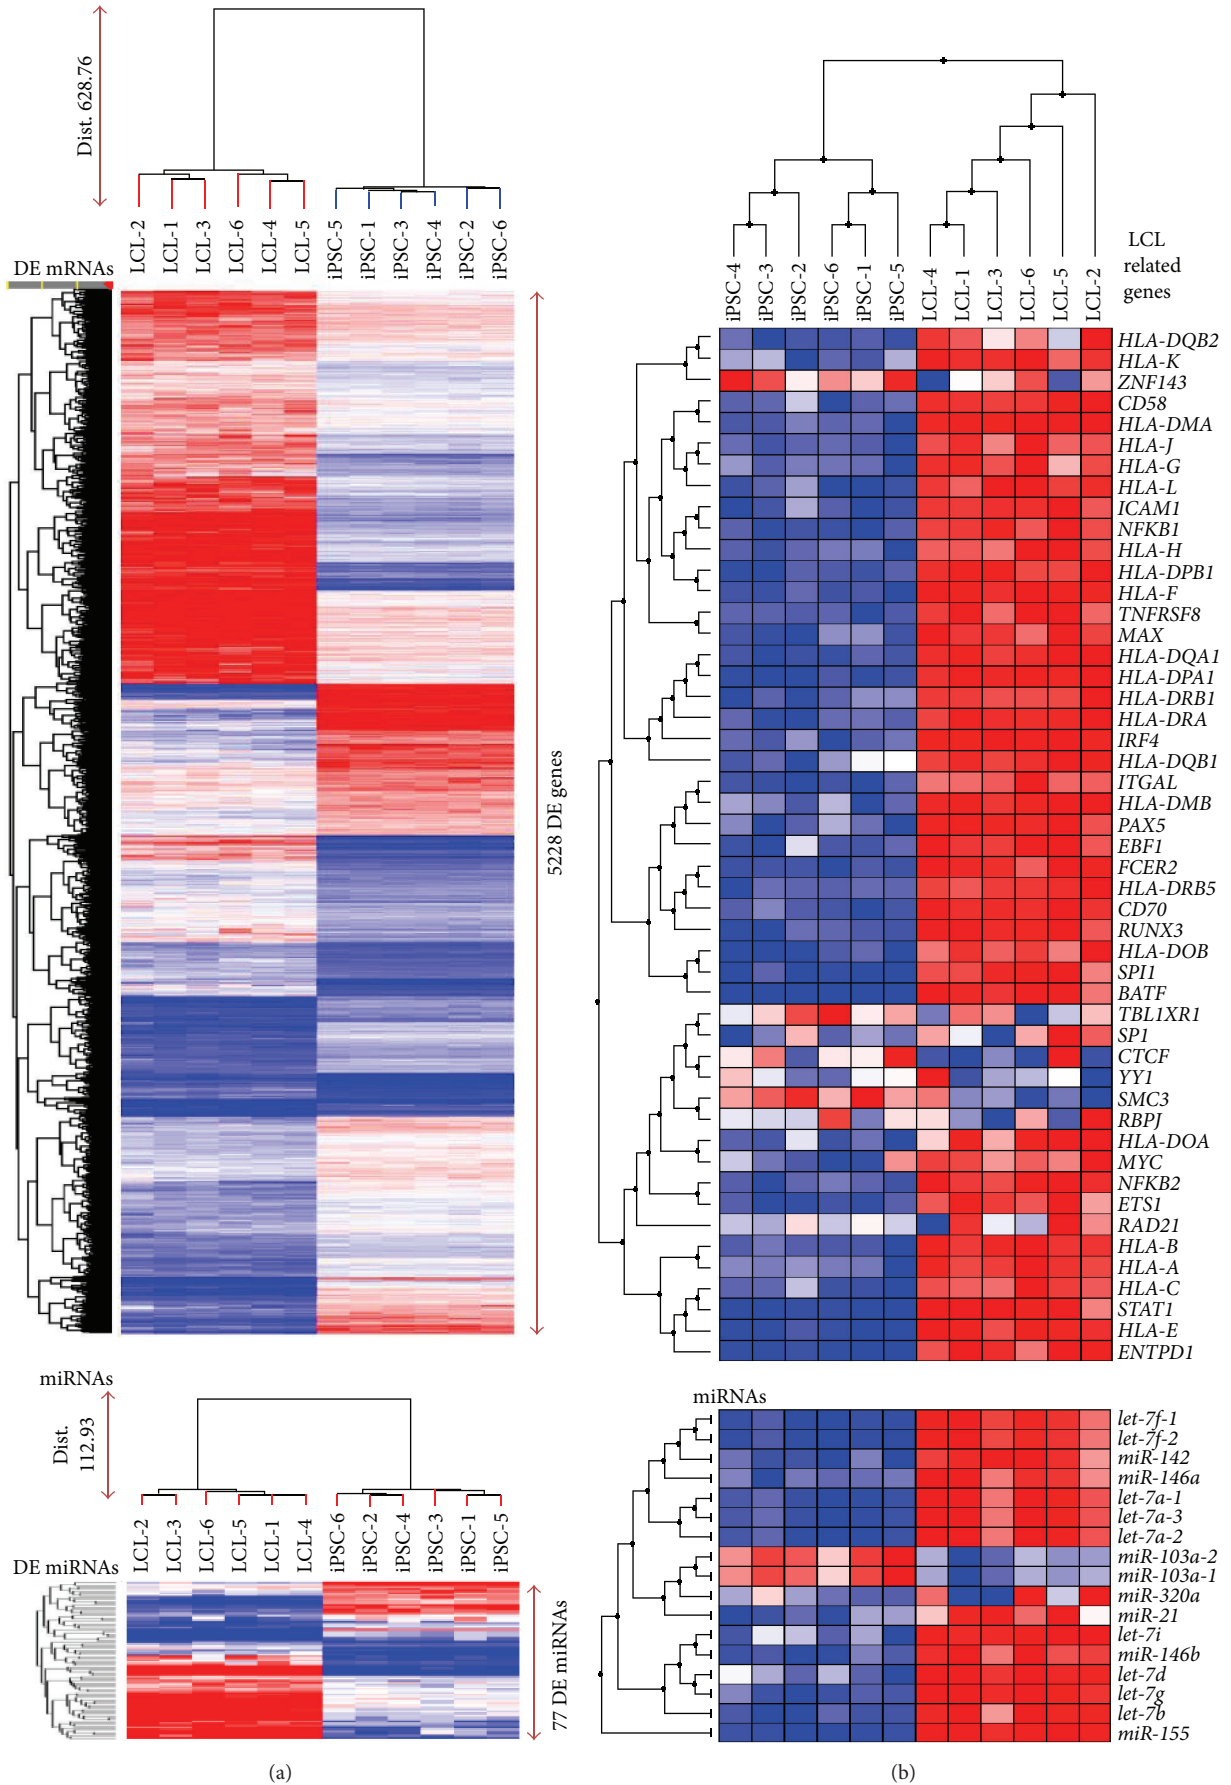 Dist. 628.76
LCL-2
LCL-1
LCL-3
LCL-6
LCL-4
LCL-5
iPSC-5
iPSC-1
iPSC-3
iPSC-4
iPSC-2
iPSC-6
DE mRNAs
5228 DE genes
miRNAs
Dist.
112.93
LCL-2
LCL-3
LCL-6
LCL-5
LCL-1
LCL-4
iPSC-6
iPSC-2
iPSC-4
iPSC-3
iPSC-1
iPSC-5
DE miRNAs
77 DE miRNAs
(a)
iPSC-4
iPSC-3
iPSC-2
iPSC-6
iPSC-1
iPSC-5
LCL-4
LCL-1
LCL-3
LCL-6
LCL-5
LCL-2
LCL
related
genes
HLA-DQB2
HLA-K
ZNF143
CD58
HLA-DMA
HLA-J
HLA-G
HLA-L
ICAM1
NFKB1
HLA-H
HLA-DPB1
HLA-F
TNFRSF8
MAX
HLA-DQA1
HLA-DPA1
HLA-DRB1
HLA-DRA
IRF4
HLA-DQB1
ITGAL
HLA-DMB
PAX5
EBF1
FCER2
HLA-DRB5
CD70
RUNX3
HLA-DOB
SPI1
BATF
TBL1XR1
SP1
CTCF
YY1
SMC3
RBPJ
HLA-DOA
MYC
NFKB2
ETS1
RAD21
HLA-B
HLA-A
HLA-C
STAT1
HLA-E
ENTPD1
miRNAs
let-7f-1
let-7f-2
miR-142
miR-146a
let-7a-1
let-7a-3
let-7a-2
miR-103a-2
miR-103a-1
miR-320a
miR-21
let-7i
miR-146b
let-7d
let-7g
let-7b
miR-155
(b)